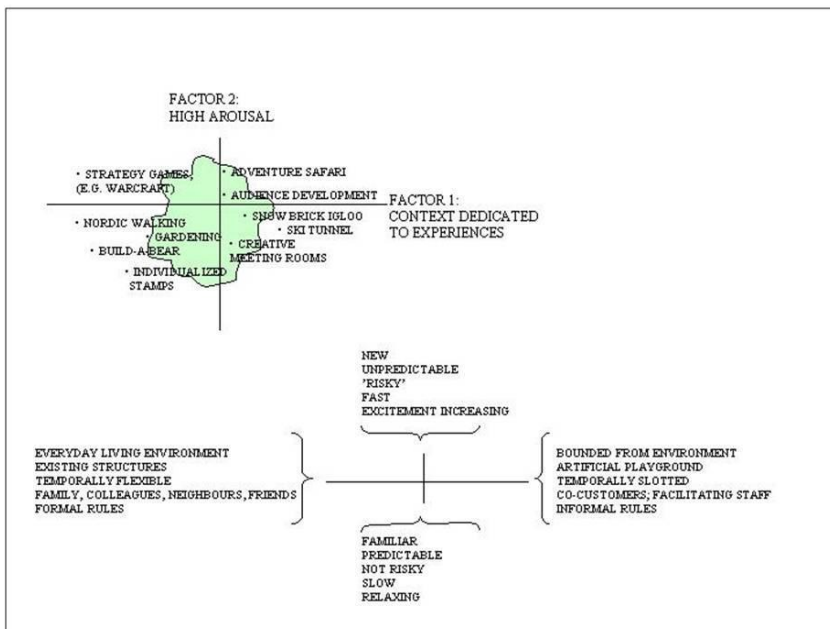 FACTOR 2:
HIGH AROUSAL
• STRATEGY GAMES,
(E.G. WARCRAFT)
• ADVENTURE SAFARI
• AUDIENCE DEVELOPMENT
FACTOR 1:
CONTEXT DEDICATED
TO EXPERIENCES
• NORDIC WALKING
• SNOW BRICK IGLOO
• SKI TUNNEL
• GARDENING
• BUILD-A-BEAR
• CREATIVE
MEETING ROOMS
• INDIVIDUALIZED
STAMPS
NEW
UNPREDICTABLE
'RISKY'
FAST
EXCITEMENT INCREASING
EVERYDAY LIVING ENVIRONMENT
EXISTING STRUCTURES
TEMPORALLY FLEXIBLE
FAMILY, COLLEAGUES, NEIGHBOURS, FRIENDS
FORMAL RULES
BOUNDED FROM ENVIRONMENT
ARTIFICIAL PLAYGROUND
TEMPORALLY SLOTTED
CO-CUSTOMERS; FACILITATING STAFF
INFORMAL RULES
FAMILIAR
PREDICTABLE
NOT RISKY
SLOW
RELAXING